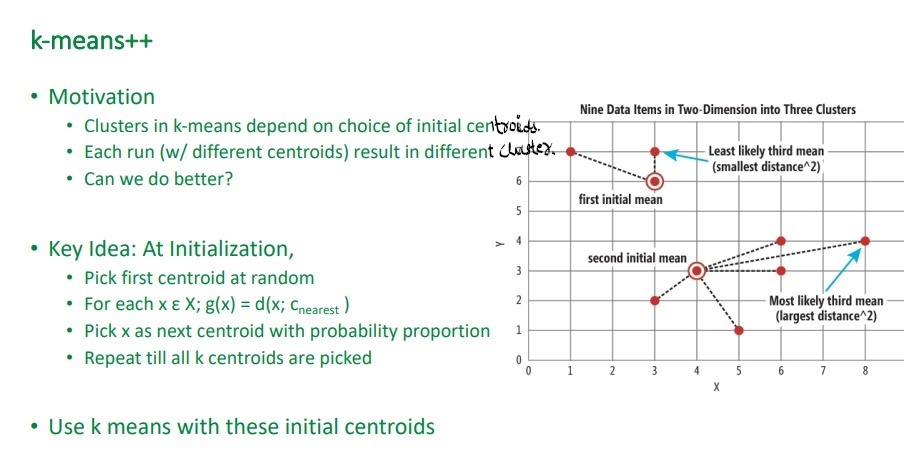 k-means++
• Motivation
• Clusters in k-means depend on choice of initial centroids.
• Each run (w/ different centroids) result in different cluster.
• Can we do better?
• Key Idea: At Initialization,
• Pick first centroid at random
• For each x ε X; g(x) = d(x; c_nearest )
• Pick x as next centroid with probability proportion
• Repeat till all k centroids are picked
• Use k means with these initial centroids
Nine Data Items in Two-Dimension into Three Clusters
Least likely third mean
(smallest distance^2)
first initial mean
second initial mean
Most likely third mean
(largest distance^2)
Y
6
5
4
3
2
1
0
0 1 2 3 4 5 6 7 8
X